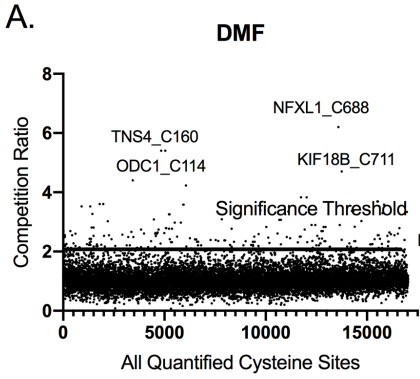 A.
DMF
8
6
4
2
0
Competition Ratio
NFXL1_C688
TNS4_C160
KIF18B_C711
ODC1_C114
Significance Threshold
0
5000
10000
15000
All Quantified Cysteine Sites